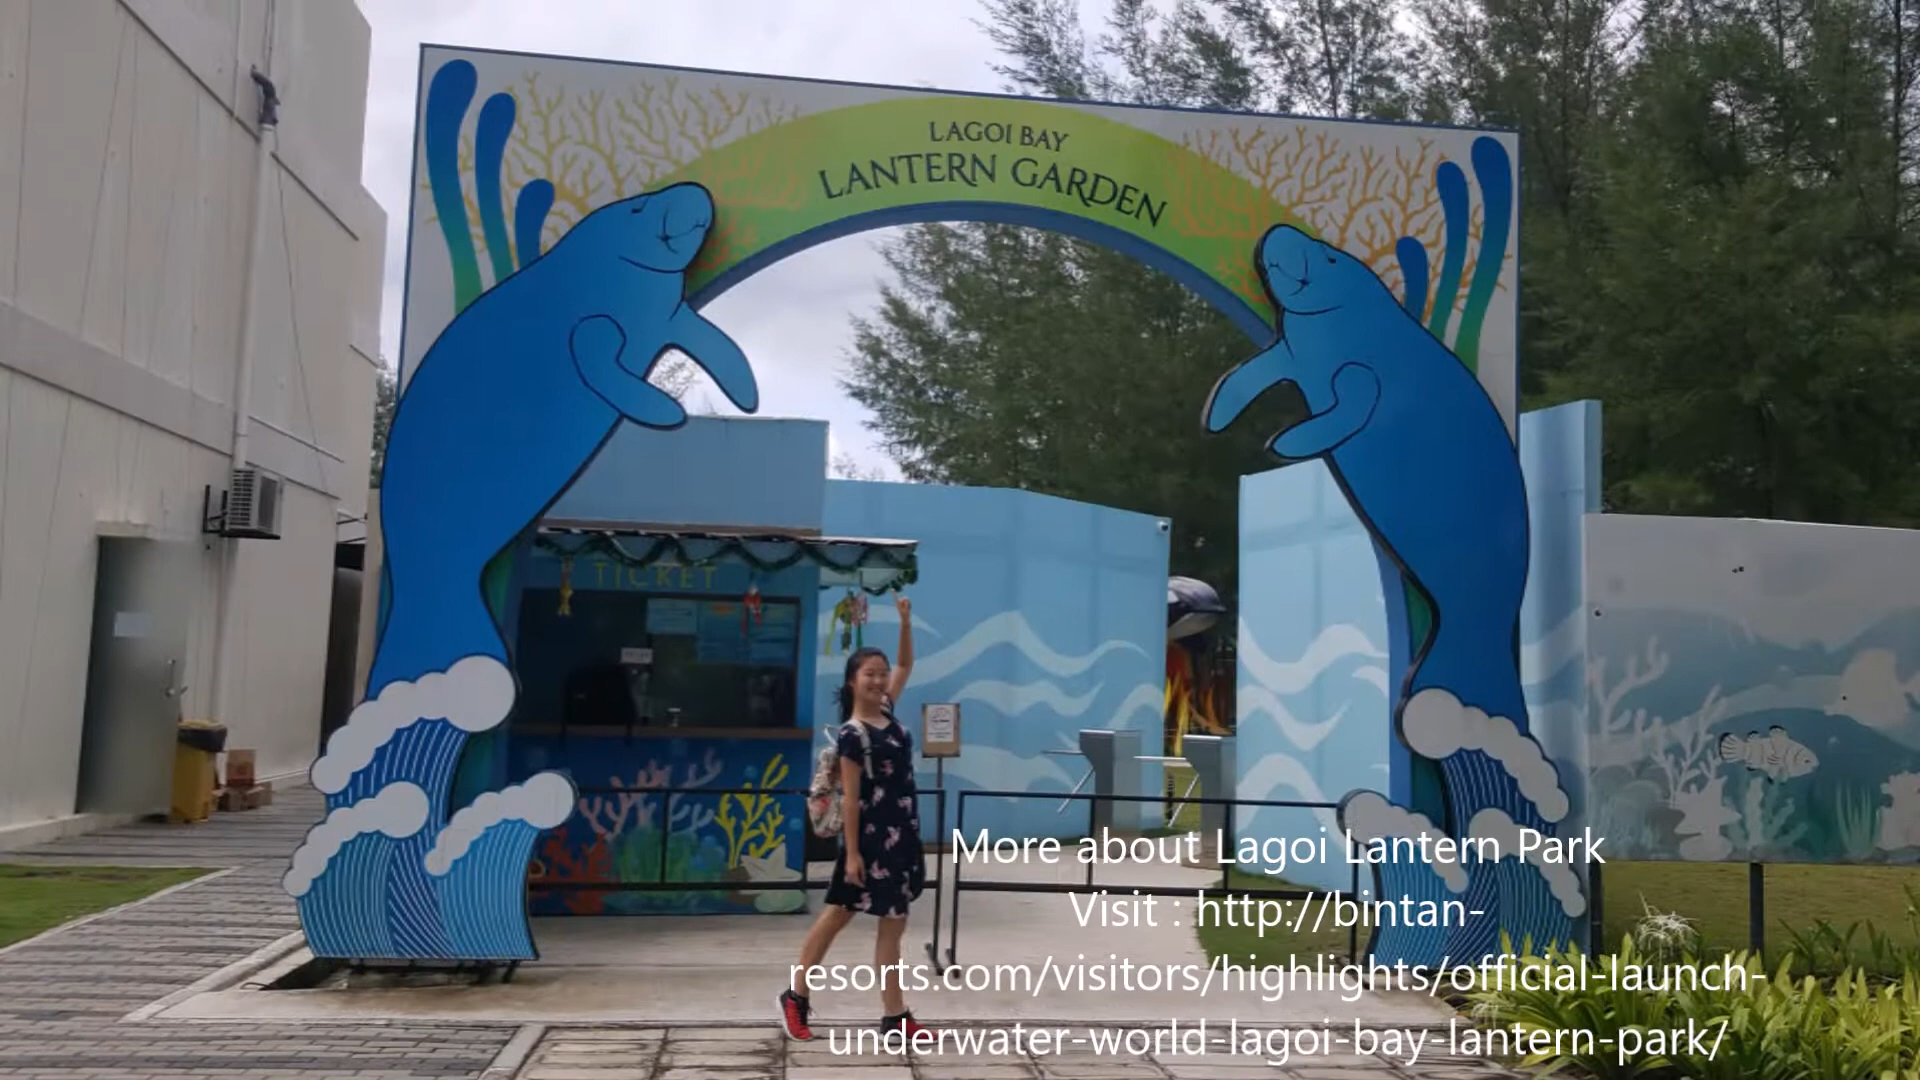 LAGOI BAY
LANTERN GARDEN
TICKET
More about Lagoi Lantern Park
Visit : http://bintan-
resorts.com/visitors/highlights/official-launch-
underwater-world-lagoi-bay-lantern-park/